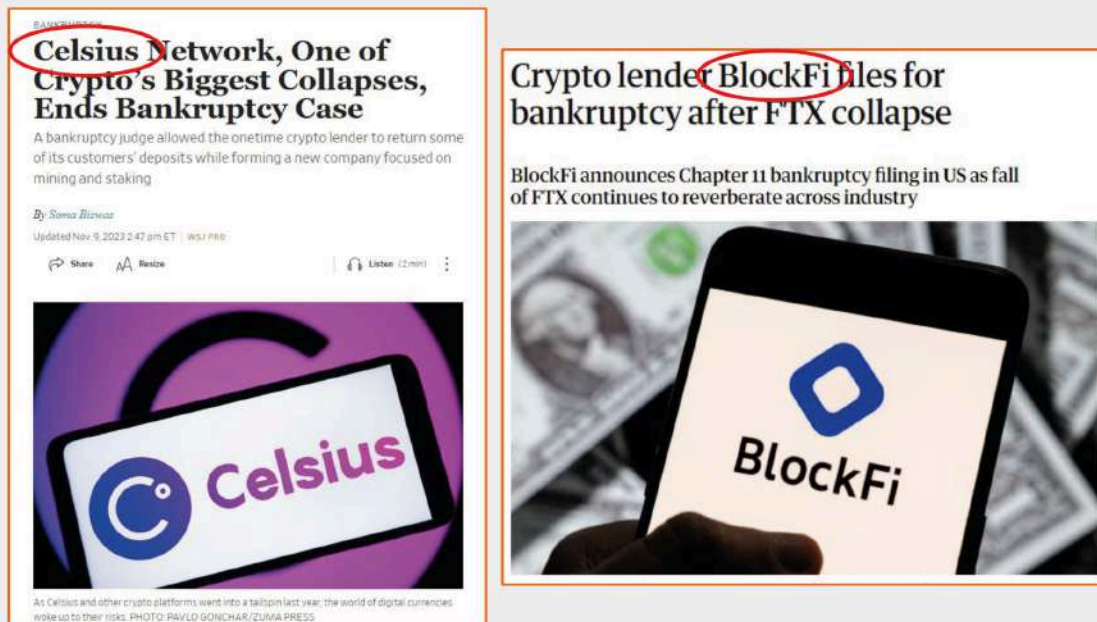 BANKRUPTCY
Celsius Network, One of
Crypto's Biggest Collapses,
Ends Bankruptcy Case
A bankruptcy judge allowed the onetime crypto lender to return some
of its customers' deposits while forming a new company focused on
mining and staking
By Soma Biswas
Updated Nov. 9, 2023 2:47 pm ET | WSJ PRO
Share AA Resize Listen (2 min)
Celsius
As Celsius and other crypto platforms went into a tailspin last year, the world of digital currencies
woke up to their risks. PHOTO: PAVLO GONCHAR/ZUMA PRESS
Crypto lender BlockFi files for
bankruptcy after FTX collapse
BlockFi announces Chapter 11 bankruptcy filing in US as fall
of FTX continues to reverberate across industry
BlockFi